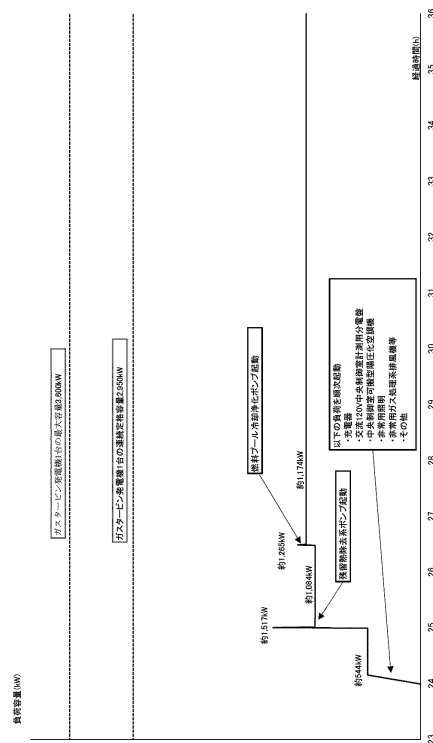 負荷容量(kW)
ガスタービン発電機1台の最大容量3,600kW
ガスタービン発電機1台の連続定格容量2,950kW
燃料プール冷却浄化ポンプ起動
約1,517kW
約1,265kW
約1,174kW
約1,084kW
残留熱除去系ポンプ起動
約544kW
以下の負荷を順次起動
・充電器
・交流120V中央制御室計測用分電盤
・中央制御室可搬型陽圧化空調機
・非常用照明
・非常用ガス処理系排風機等
・その他
23 24 25 26 27 28 29 30 31 32 33 34 35 36
経過時間(h)